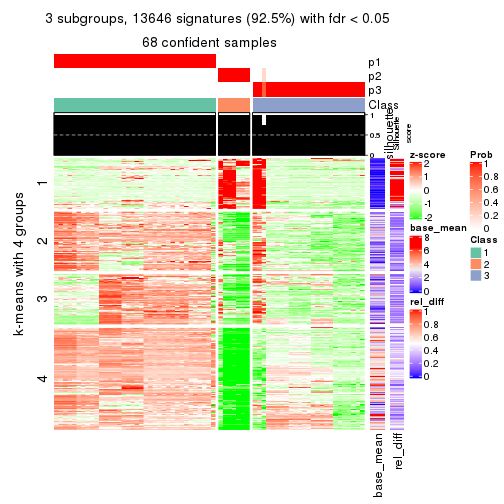 3 subgroups, 13646 signatures (92.5%) with fdr < 0.05
68 confident samples
p1
p2
p3
Class
1
0.5
0
silhouette
Silhouette
score
k-means with 4 groups
1
2
3
4
base_mean
rel_diff
z-score
2
1
0
-1
-2
base_mean
8
6
4
2
0
rel_diff
1
0.8
0.6
0.4
0.2
0
Prob
1
0.8
0.6
0.4
0.2
0
Class
1
2
3